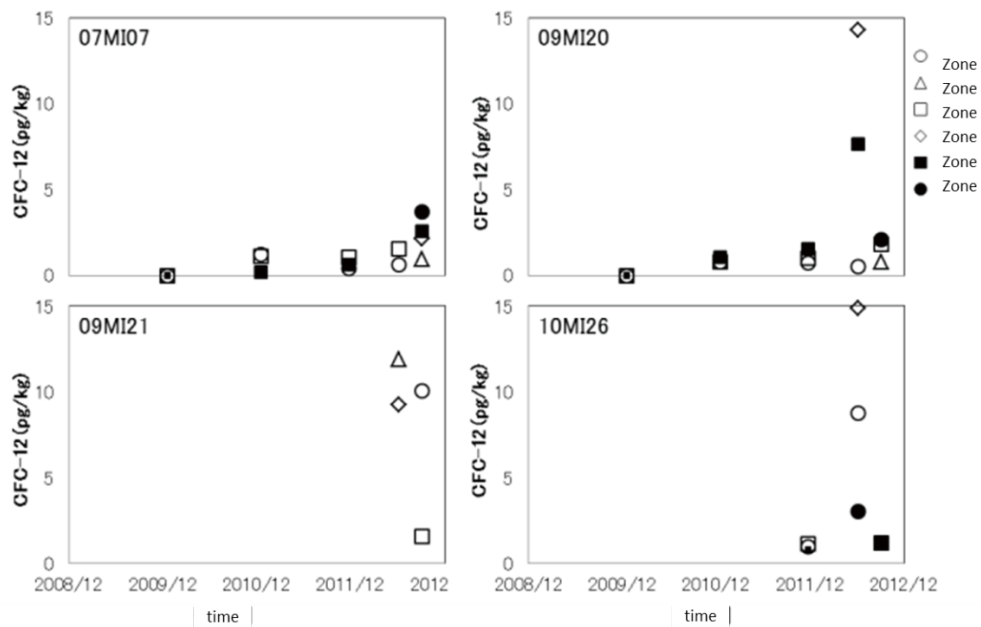 07MI07
15
10
5
0
CFC-12 (pg/kg)
09MI20
15
10
5
0
CFC-12 (pg/kg)
Zone
Zone
Zone
Zone
Zone
Zone
09MI21
15
10
5
0
CFC-12 (pg/kg)
2008/12 2009/12 2010/12 2011/12 2012
time
10MI26
15
10
5
0
CFC-12 (pg/kg)
2008/12 2009/12 2010/12 2011/12 2012/12
time